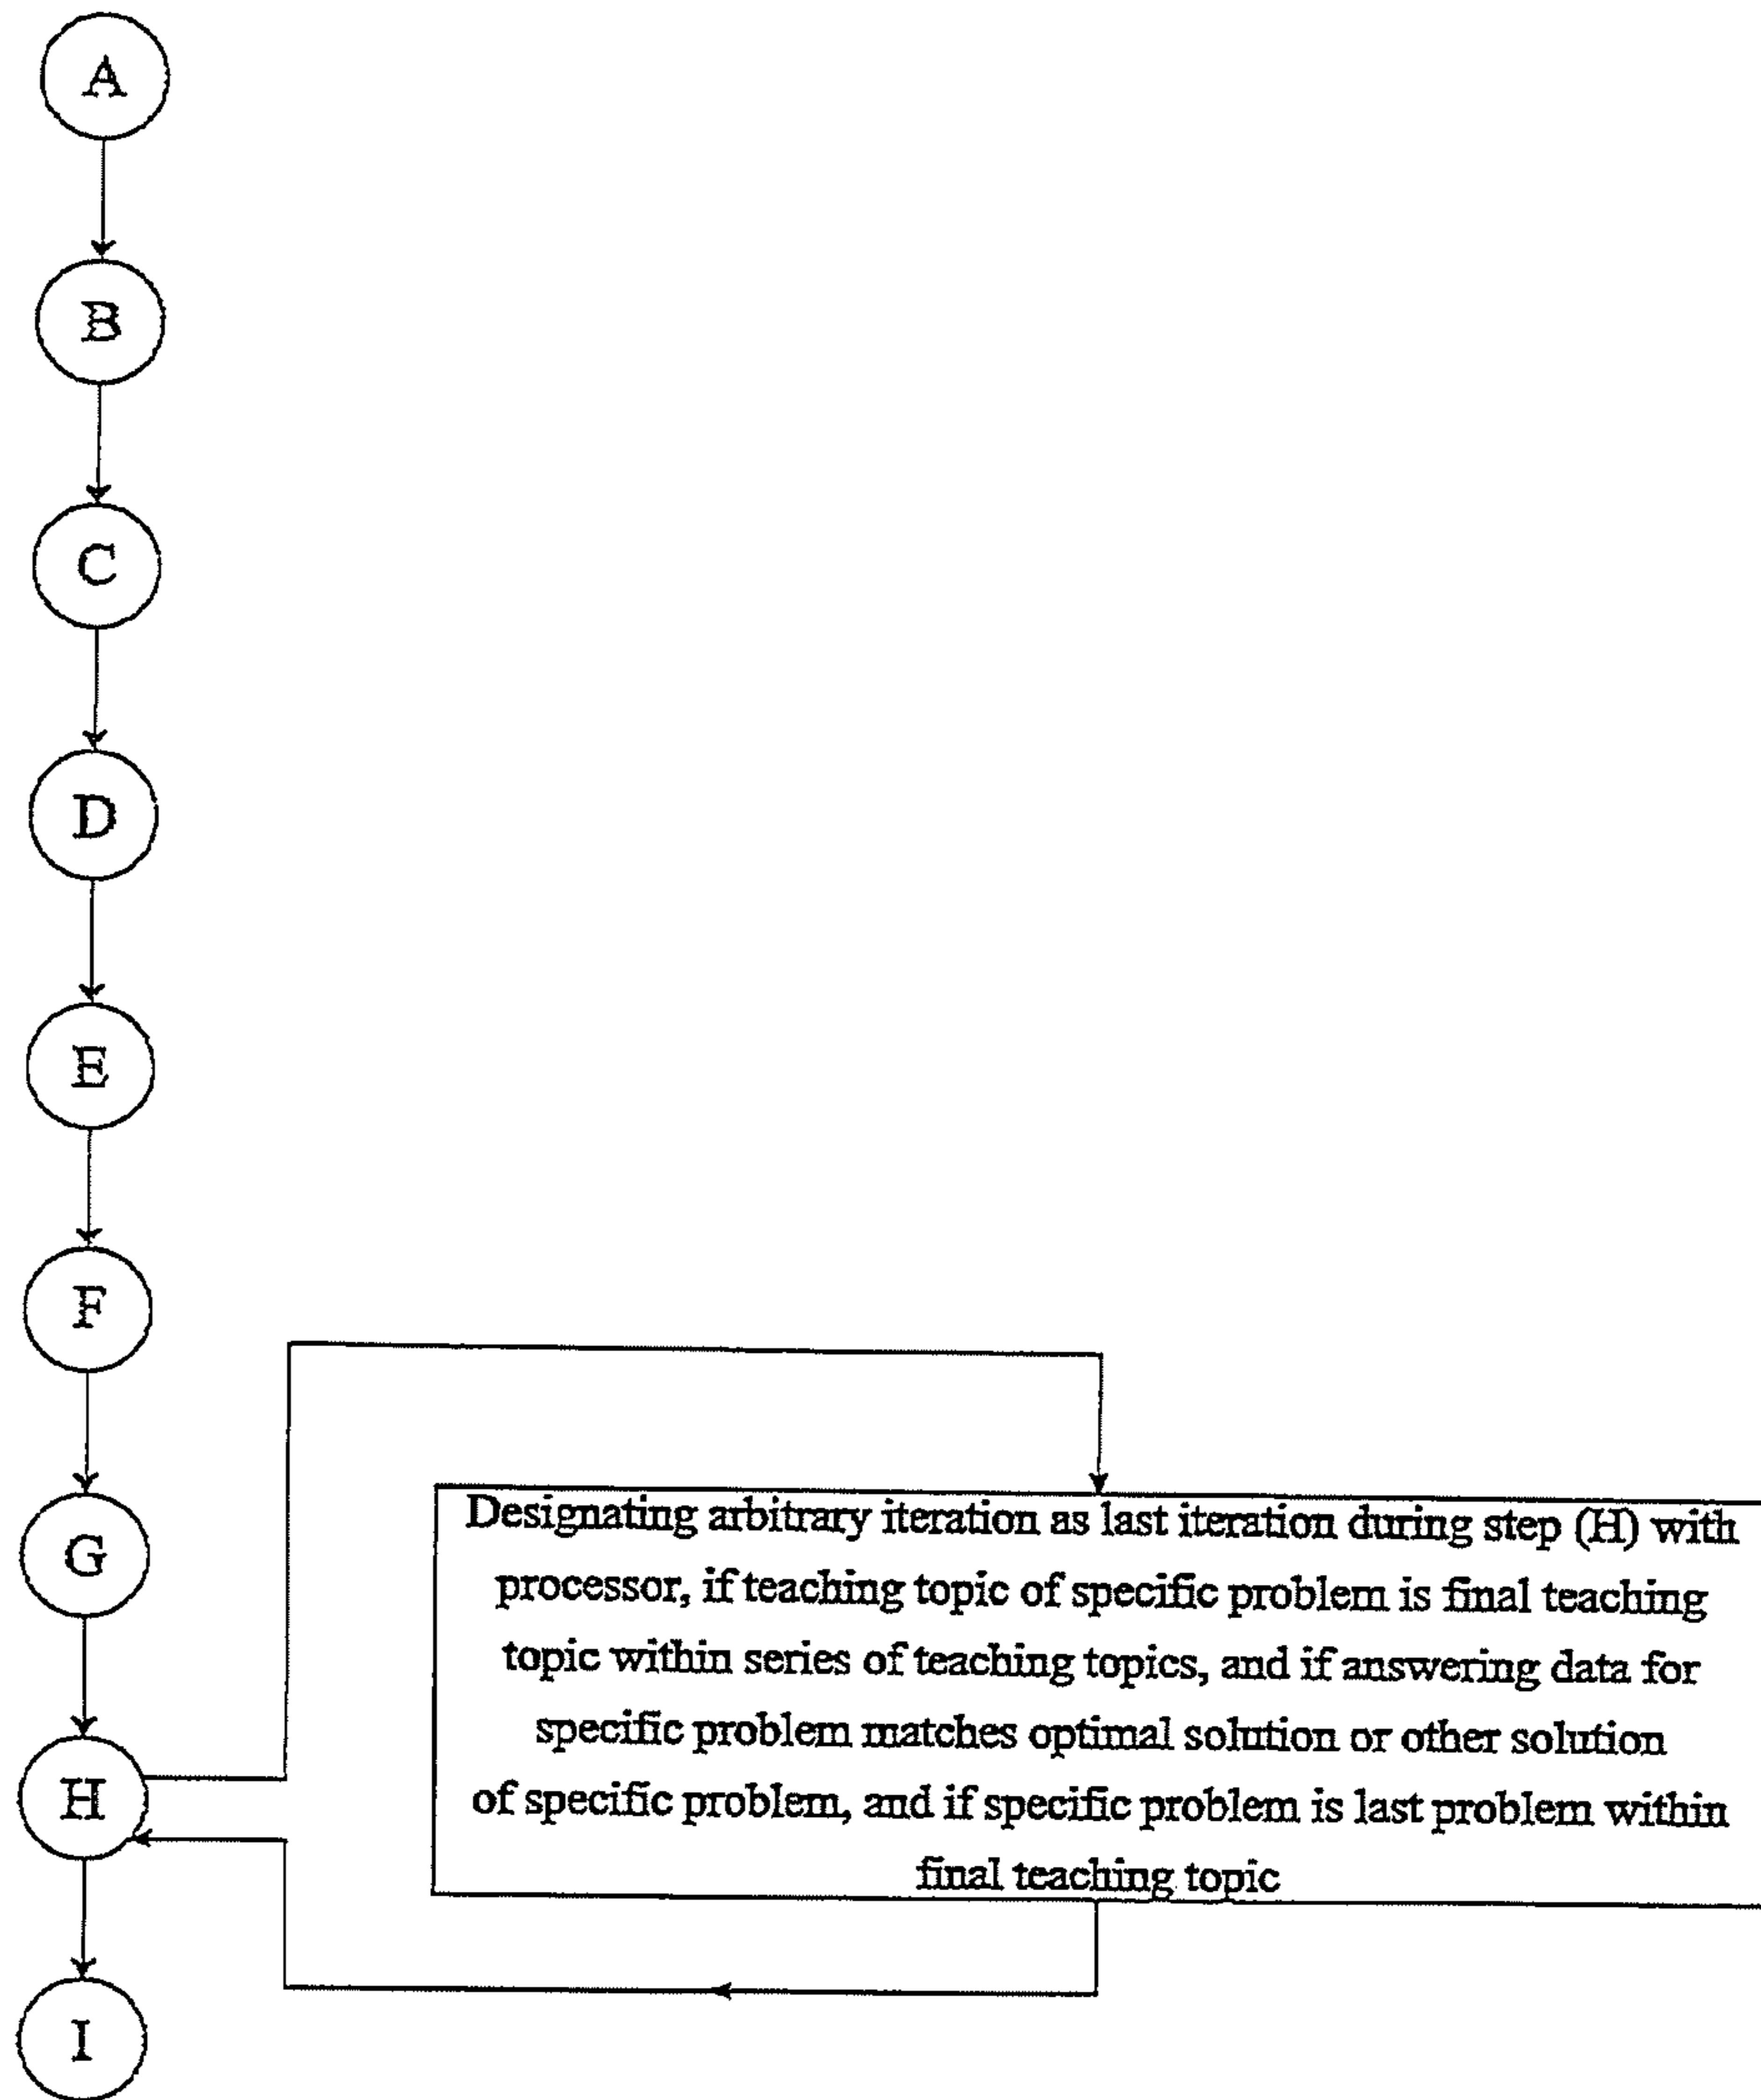 A
B
C
D
E
F
G
Designating arbitrary iteration as last iteration during step (H) with
processor, if teaching topic of specific problem is final teaching
topic within series of teaching topics, and if answering data for
specific problem matches optimal solution or other solution
of specific problem, and if specific problem is last problem within
final teaching topic
H
I